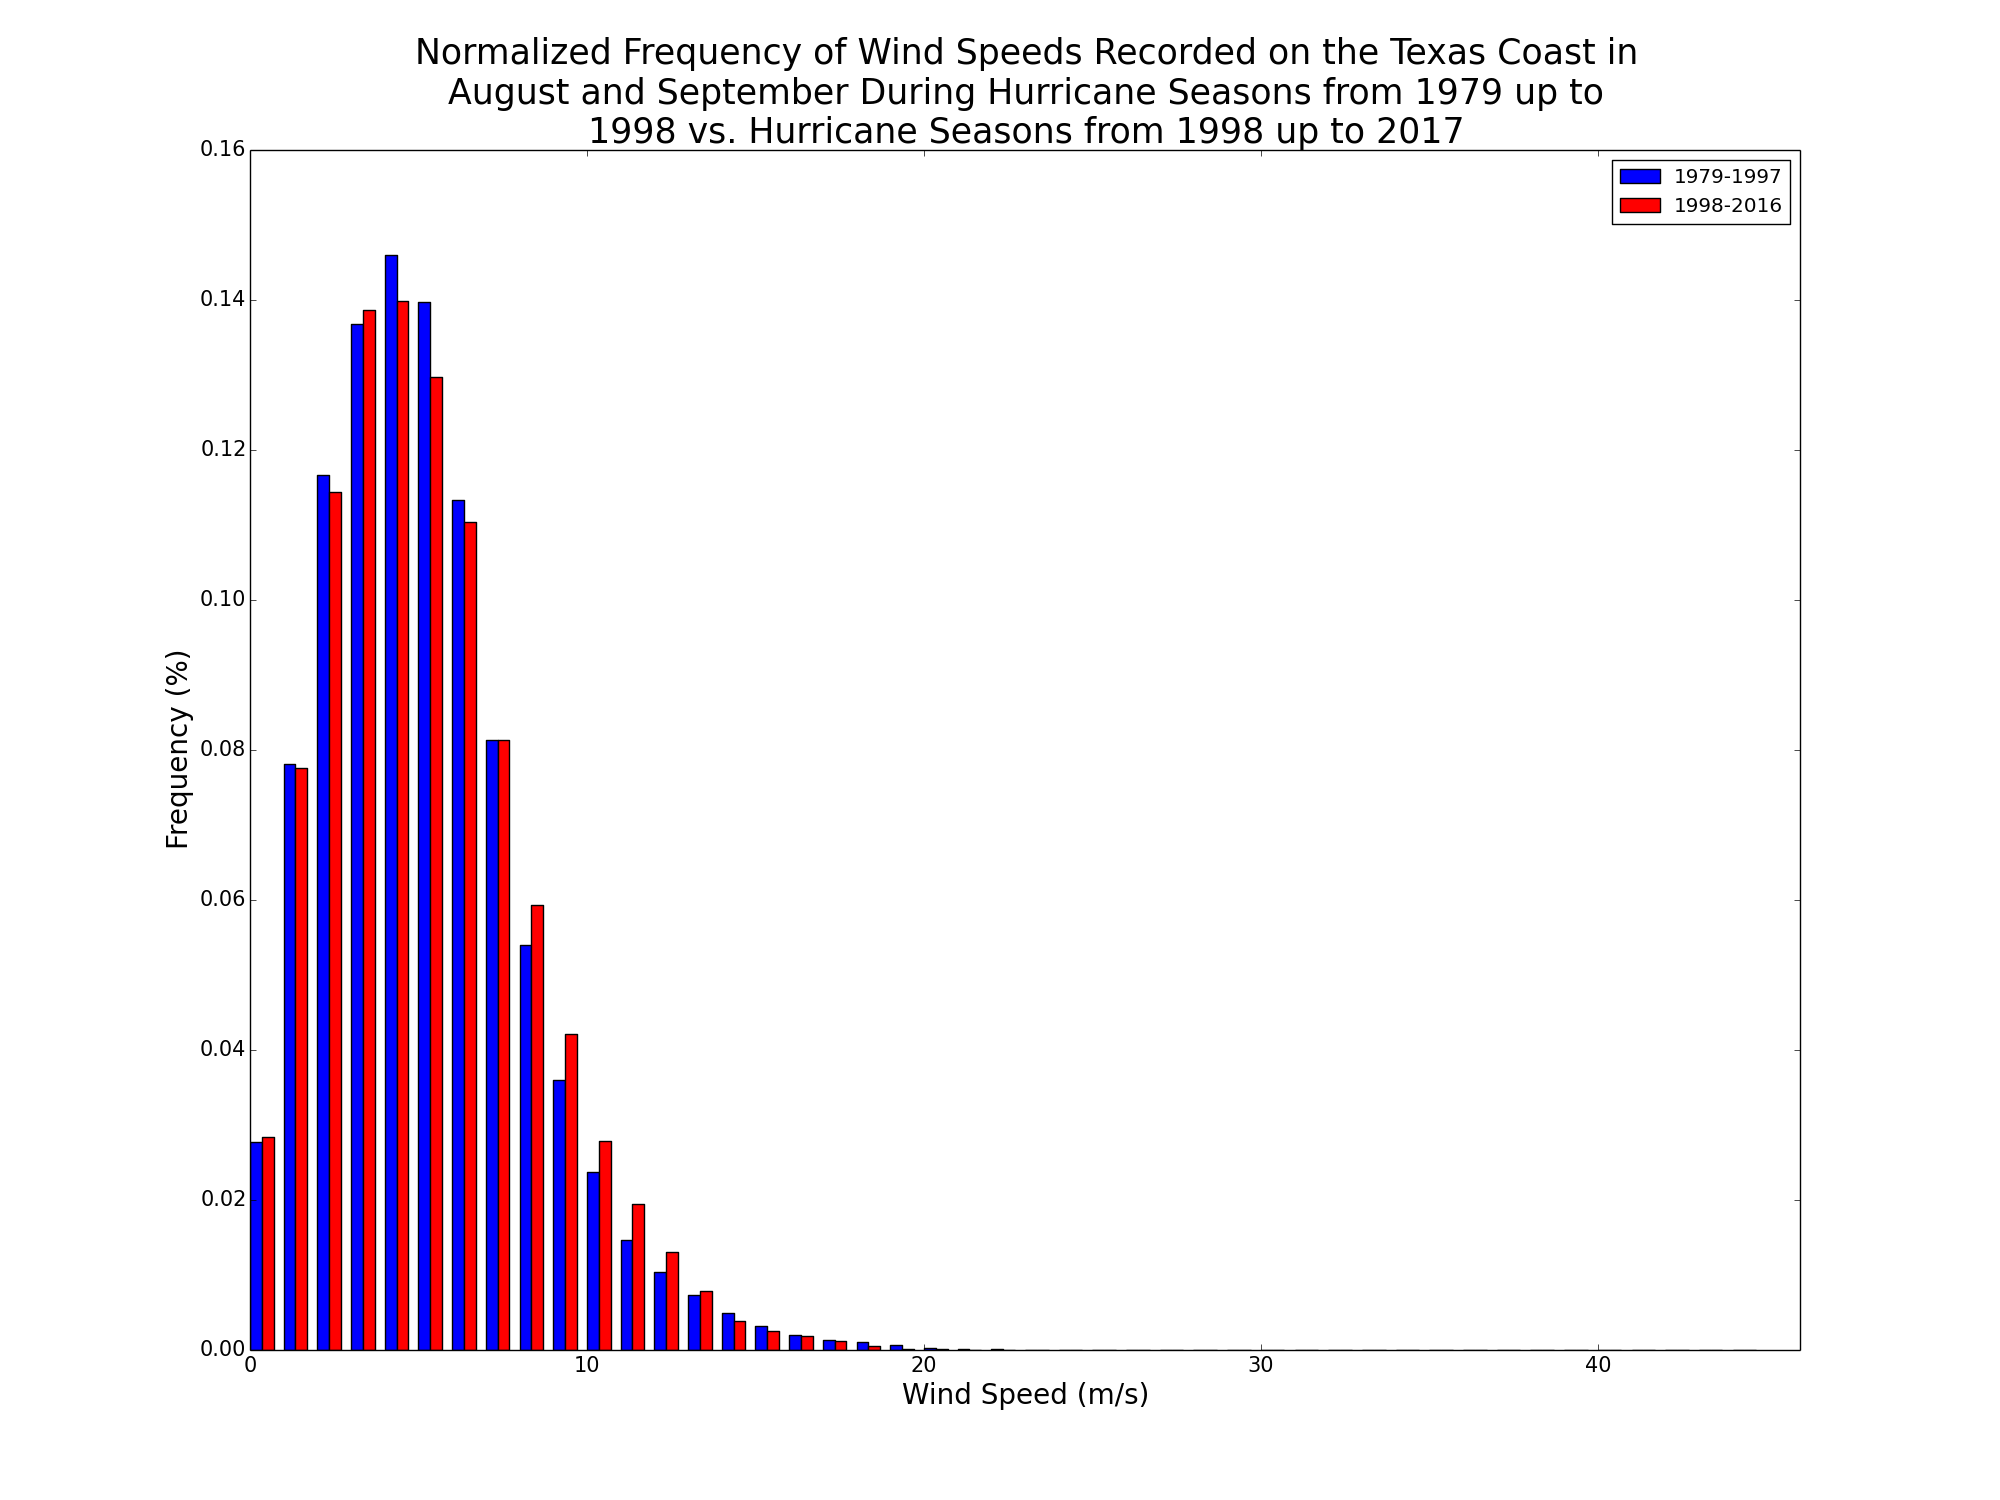 Normalized Frequency of Wind Speeds Recorded on the Texas Coast in
August and September During Hurricane Seasons from 1979 up to
1998 vs. Hurricane Seasons from 1998 up to 2017
1979-1997
1998-2016
Frequency (%)
0.16
0.14
0.12
0.10
0.08
0.06
0.04
0.02
0.00
0 10 20 30 40
Wind Speed (m/s)